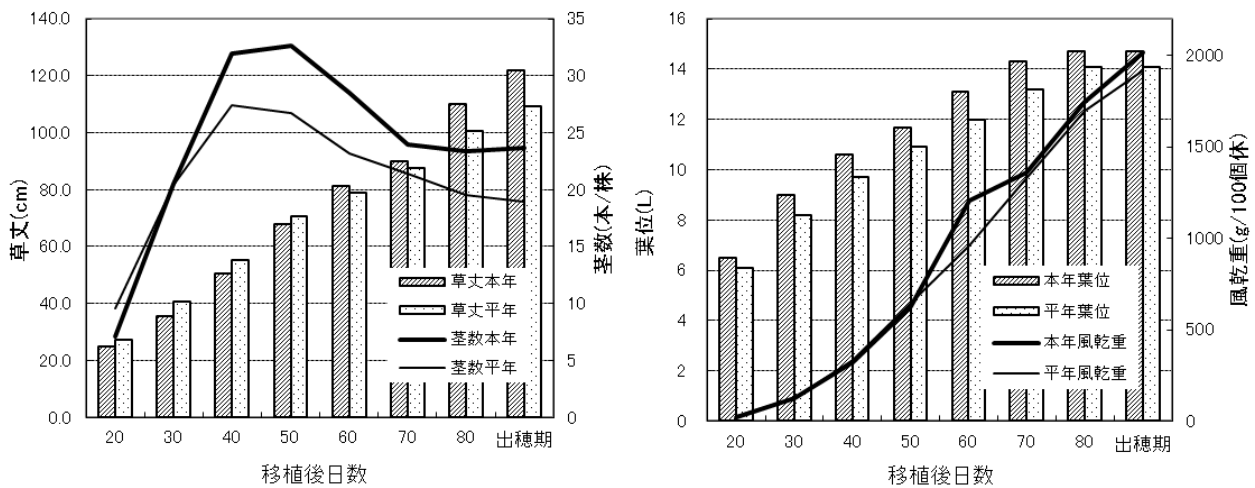 140.0
120.0
100.0
80.0
60.0
40.0
20.0
0.0
草丈(cm)
35
30
25
20
15
10
5
0
茎数(本/株)
草丈本年
草丈平年
茎数本年
茎数平年
20 30 40 50 60 70 80 出穂期
移植後日数
16
14
12
10
8
6
4
2
0
葉位(L)
2000
1500
1000
500
0
風乾重(g/100個体)
本年葉位
平年葉位
本年風乾重
平年風乾重
20 30 40 50 60 70 80 出穂期
移植後日数